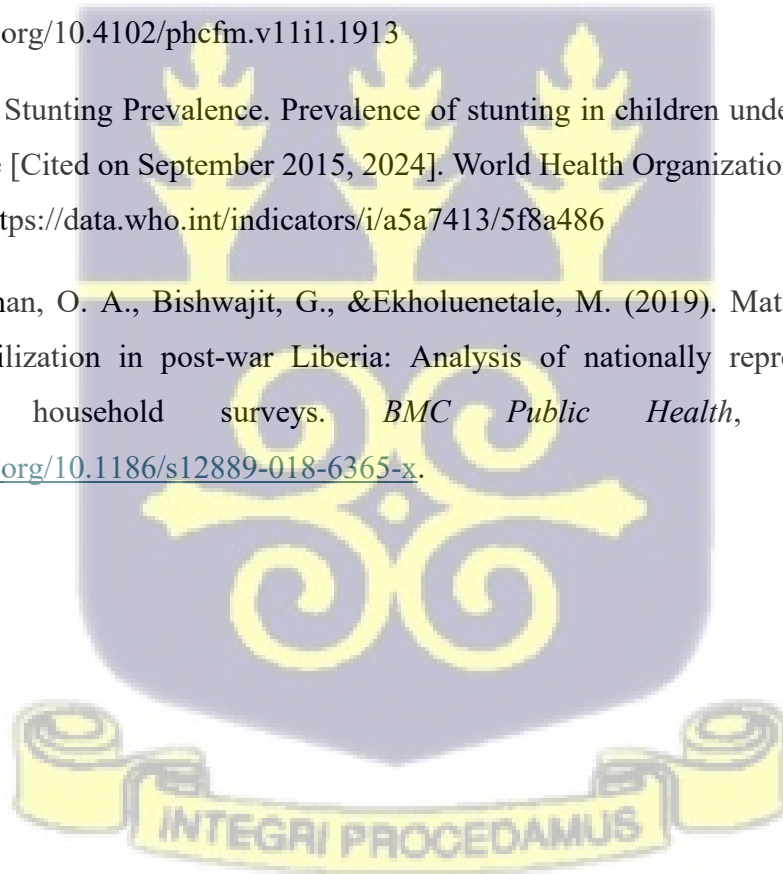 org/10.4102/phcfm.v11i1.1913
Stunting Prevalence. Prevalence of stunting in children unde
[Cited on September 2015, 2024]. World Health Organization
tps://data.who.int/indicators/i/a5a7413/5f8a486
nan, O. A., Bishwajit, G., &Ekholuenetale, M. (2019). Mat
ilization in post-war Liberia: Analysis of nationally repre
household surveys. BMC Public Health,
org/10.1186/s12889-018-6365-x.
INTEGRI PROCEDAMUS